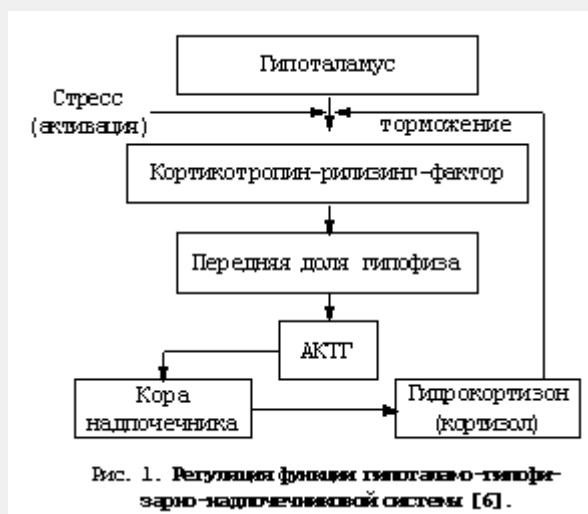 Гипоталамус
Стресс
(активация)
торможение
Кортикотропин-рилизинг-фактор
Передняя доля гипофиза
АКТГ
Кора
надпочечника
Гидрокортизон
(кортизол)
Рис. 1. Регуляция функции гипоталамо-гипофи-
зарно-надпочечниковой системы [6].